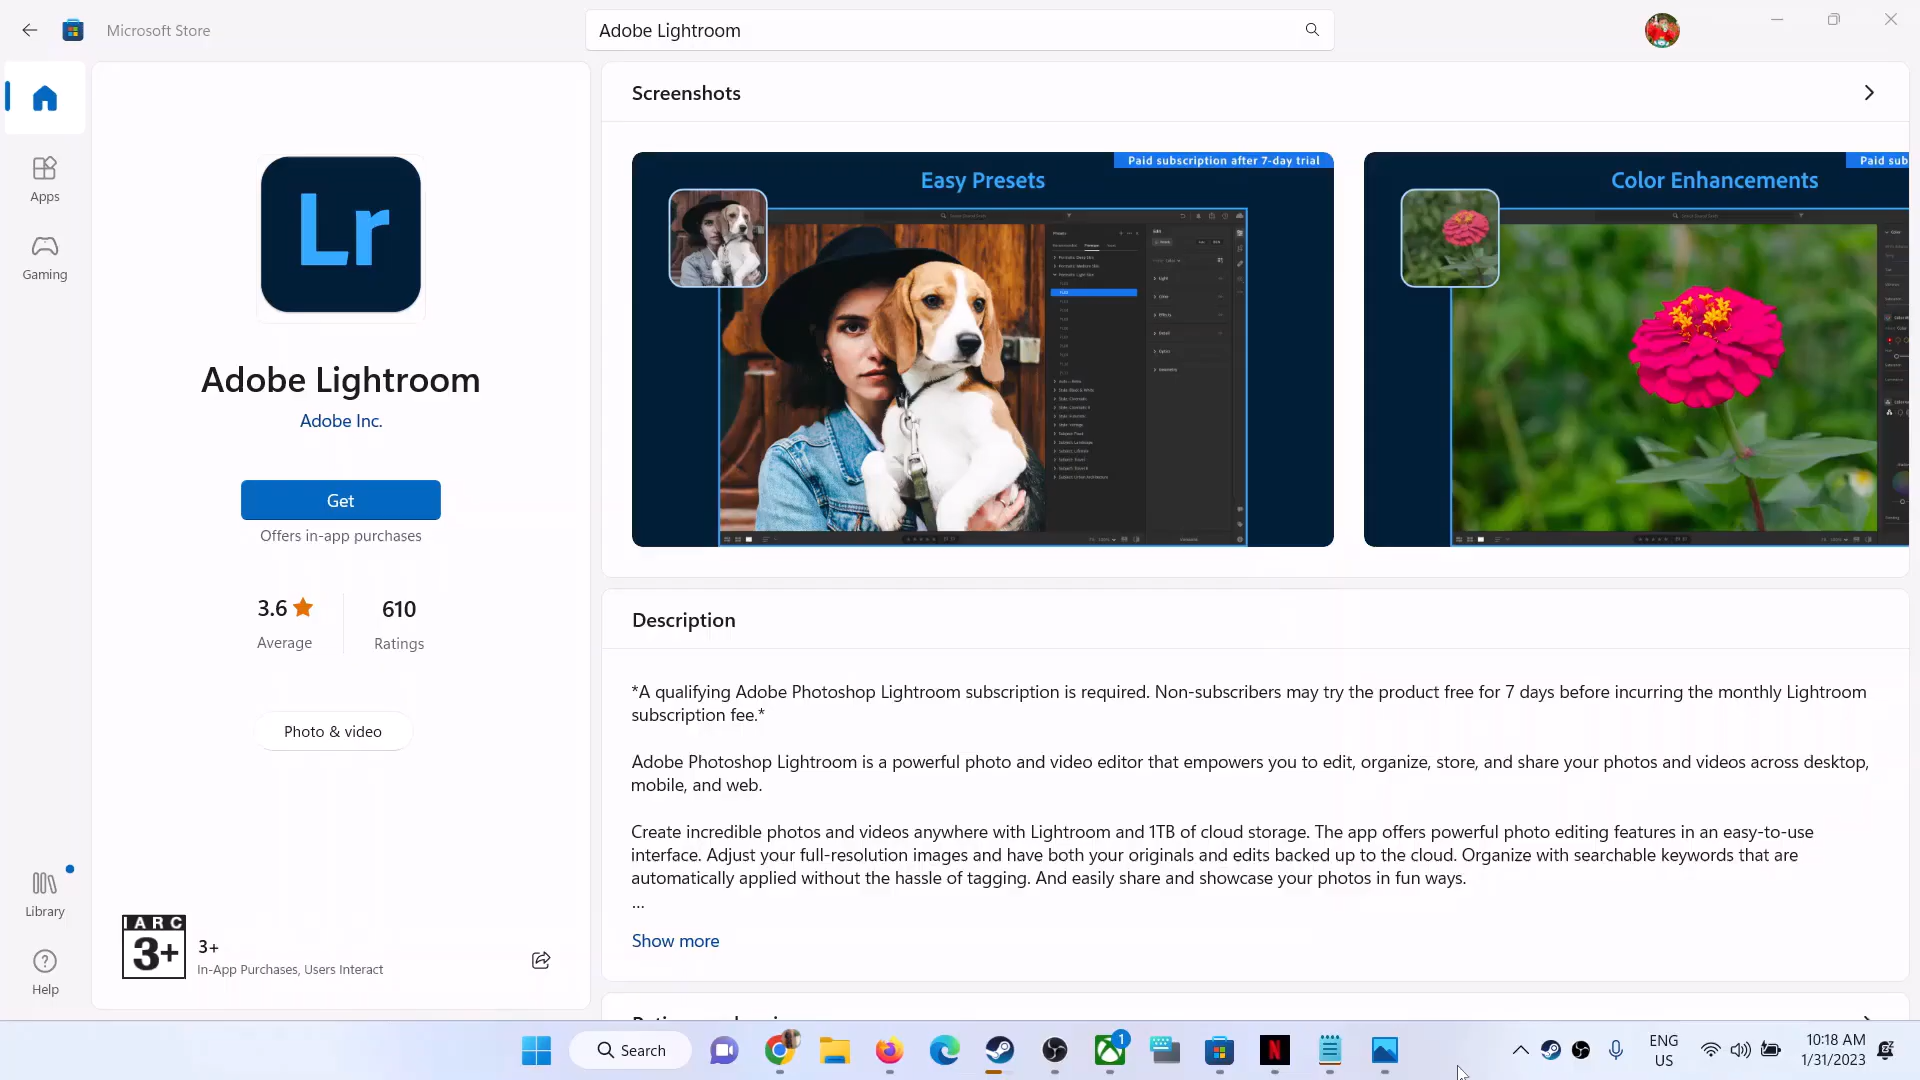 Microsoft Store
Adobe Lightroom
Apps
Gaming
Library
Help
Lr
Adobe Lightroom
Adobe Inc.
Get
Offers in-app purchases
3.6
Average
610
Ratings
Photo & video
IARC
3+
3+
In-App Purchases, Users Interact
Screenshots
Paid subscription after 7-day trial
Easy Presets
Paid sub
Color Enhancements
Description
*A qualifying Adobe Photoshop Lightroom subscription is required. Non-subscribers may try the product free for 7 days before incurring the monthly Lightroom
subscription fee.*
Adobe Photoshop Lightroom is a powerful photo and video editor that empowers you to edit, organize, store, and share your photos and videos across desktop,
mobile, and web.
Create incredible photos and videos anywhere with Lightroom and 1TB of cloud storage. The app offers powerful photo editing features in an easy-to-use
interface. Adjust your full-resolution images and have both your originals and edits backed up to the cloud. Organize with searchable keywords that are
automatically applied without the hassle of tagging. And easily share and showcase your photos in fun ways.
...
Show more
Search
1
N
ENG
US
10:18 AM
1/31/2023